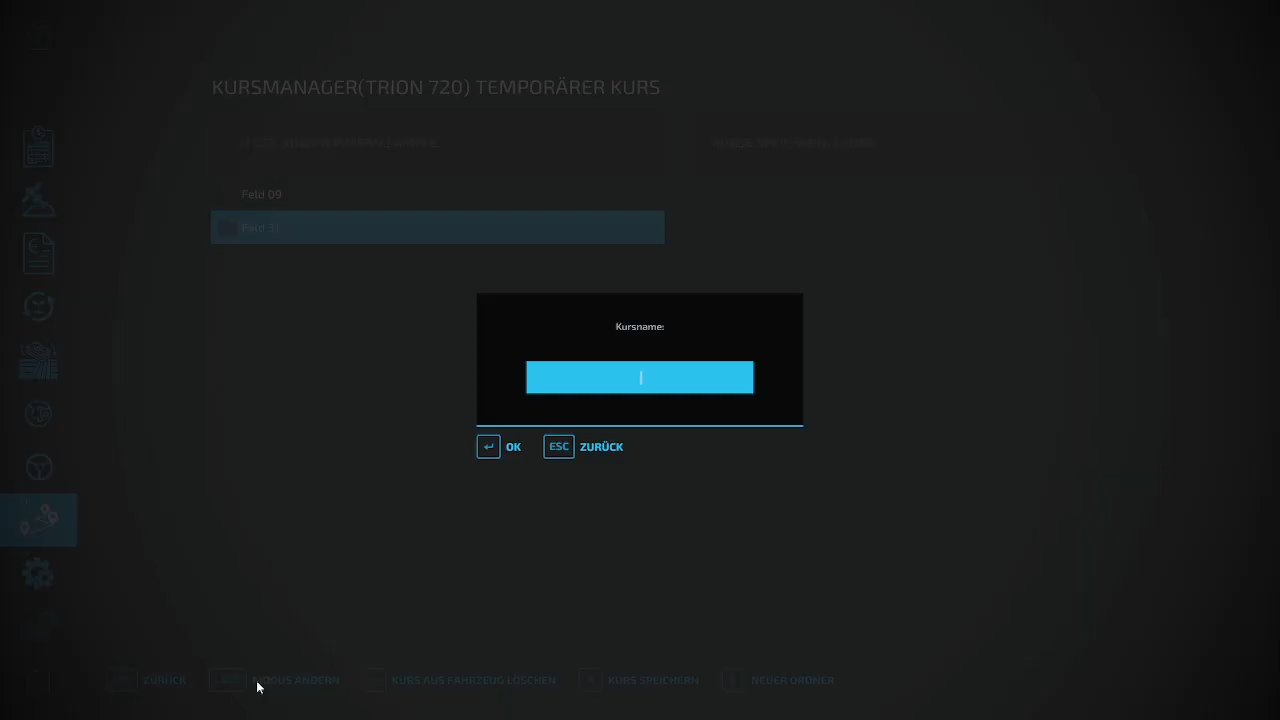 KURSMANAGER(TRION 720) TEMPORÄRER KURS
Feld 09
Feld 31
Kursname:
OK
ESC ZURÜCK
ZURÜCK
MODUS ÄNDERN
KURS AUS FAHRZEUG LÖSCHEN
KURS SPEICHERN
NEUER ORDNER